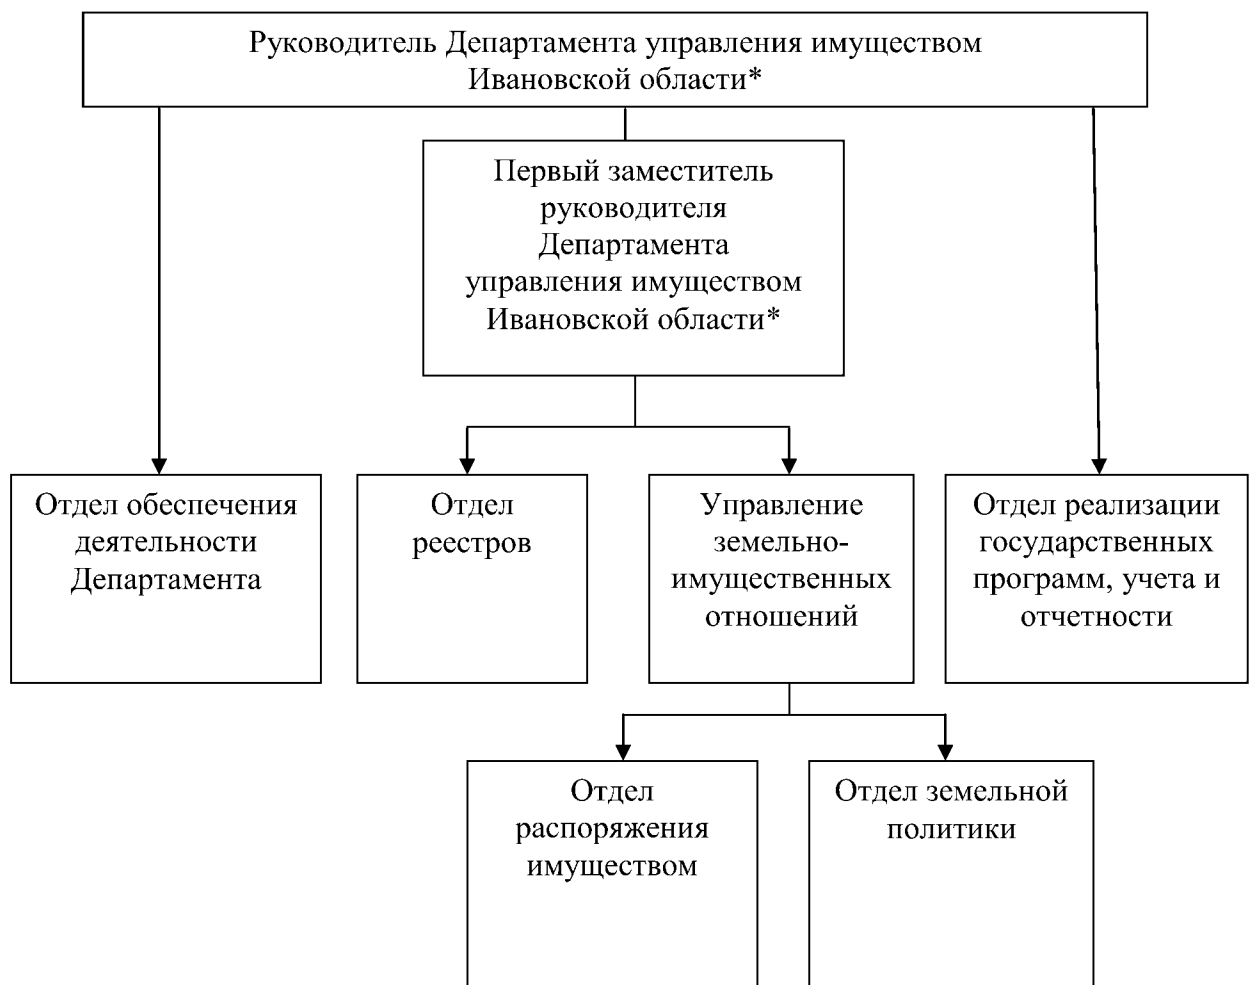 Руководитель Департамента управления имуществом
Ивановской области*
Первый заместитель
руководителя
Департамента
управления имуществом
Ивановской области*
Отдел обеспечения
деятельности
Департамента
Отдел
реестров
Управление
земельно-
имущественных
отношений
Отдел реализации
государственных
программ, учета и
отчетности
Отдел
распоряжения
имуществом
Отдел земельной
политики